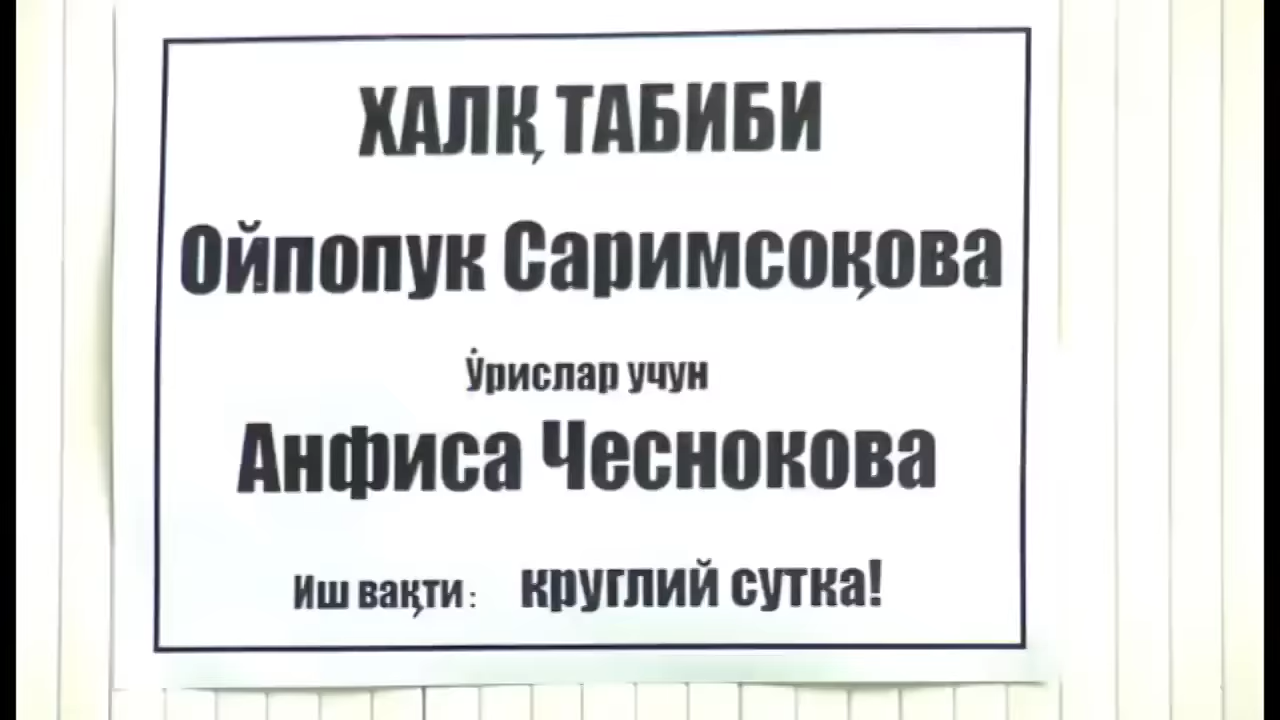 ХАЛҚ ТАБИБИ
Ойпопук Саримсоқова
Ўрислар учун
Анфиса Чеснокова
Иш вақти: круглий сутка!